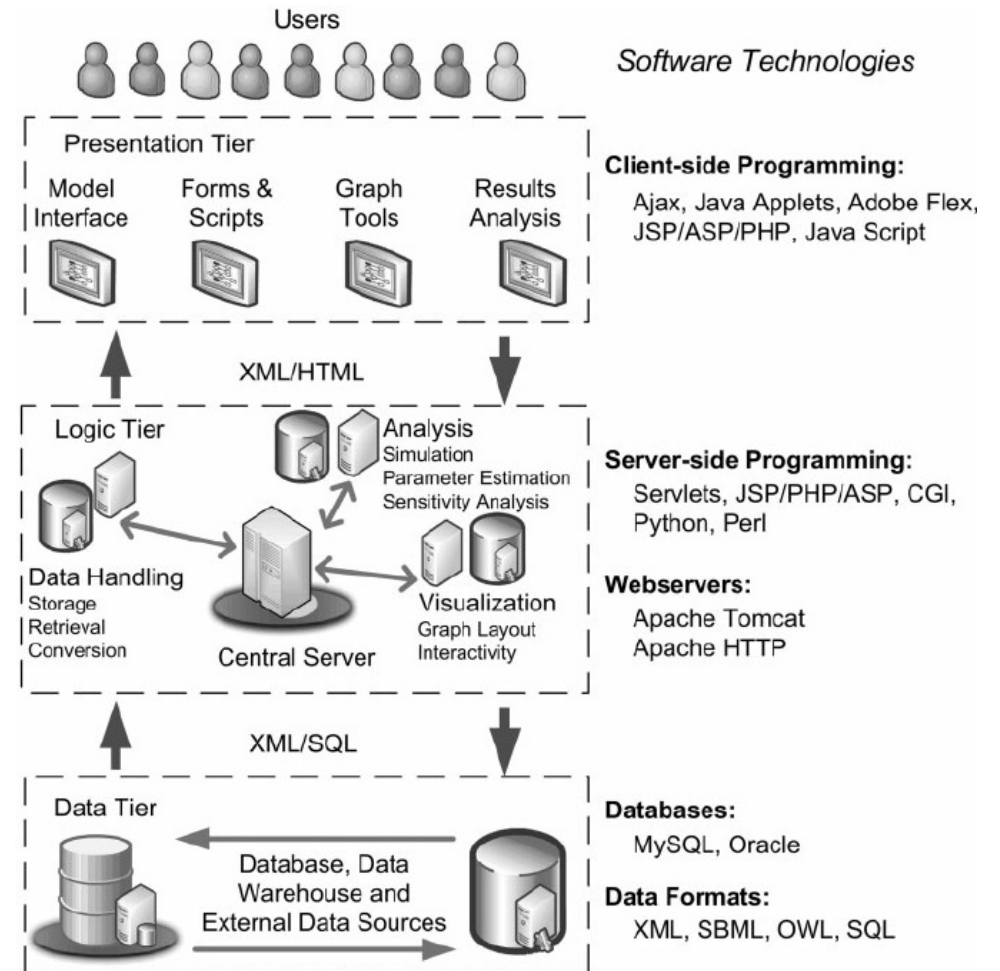 Users
Software Technologies
Presentation Tier
Model
Interface
Forms &
Scripts
Graph
Tools
Results
Analysis
Client-side Programming:
Ajax, Java Applets, Adobe Flex,
JSP/ASP/PHP, Java Script
XML/HTML
Logic Tier
Analysis
Simulation
Parameter Estimation
Sensitivity Analysis
Data Handling
Storage
Retrieval
Conversion
Central Server
Visualization
Graph Layout
Interactivity
Server-side Programming:
Servlets, JSP/PHP/ASP, CGI,
Python, Perl
Webservers:
Apache Tomcat
Apache HTTP
XML/SQL
Data Tier
Database, Data
Warehouse and
External Data Sources
Databases:
MySQL, Oracle
Data Formats:
XML, SBML, OWL, SQL